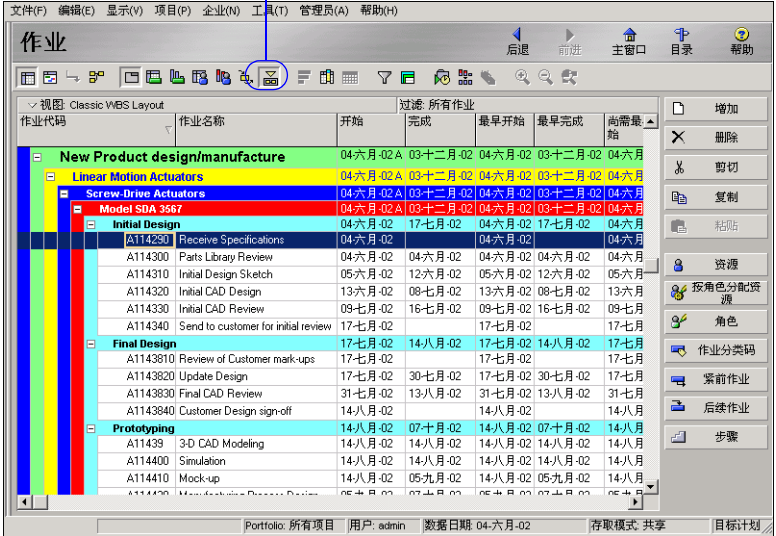 文件(F) 编辑(E) 显示(V) 项目(P) 企业(N) 工具(T) 管理员(A) 帮助(H)
作业
后退 前进 主窗口 目录 帮助
视图: Classic WBS Layout 过滤: 所有作业
作业代码 作业名称 开始 完成 最早开始 最早完成 尚需最
始
New Product design/manufacture 04-六月-02 A 03-十二月-02 04-六月-02 03-十二月-02 04-六月
Linear Motion Actuators 04-六月-02 A 03-十二月-02 04-六月-02 03-十二月-02 04-六月
Screw-Drive Actuators 04-六月-02 A 03-十二月-02 04-六月-02 03-十二月-02 04-六月
Model SDA 3567 04-六月-02 A 03-十二月-02 04-六月-02 03-十二月-02 04-六月
Initial Design 04-六月-02 17-七月-02 04-六月-02 17-七月-02 04-六月
A114290 Receive Specifications 04-六月-02 04-六月-02 04-六月
A114300 Parts Library Review 04-六月-02 04-六月-02 04-六月-02 04-六月-02 04-六月
A114310 Initial Design Sketch 05-六月-02 12-六月-02 05-六月-02 12-六月-02 05-六月
A114320 Initial CAD Design 13-六月-02 08-七月-02 13-六月-02 08-七月-02 13-六月
A114330 Initial CAD Review 09-七月-02 16-七月-02 09-七月-02 16-七月-02 09-七月
A114340 Send to customer for initial review 17-七月-02 17-七月-02 17-七月
Final Design 17-七月-02 14-八月-02 17-七月-02 14-八月-02 17-七月
A1143810 Review of Customer mark-ups 17-七月-02 17-七月-02 17-七月
A1143820 Update Design 17-七月-02 30-七月-02 17-七月-02 30-七月-02 17-七月
A1143830 Final CAD Review 31-七月-02 13-八月-02 31-七月-02 13-八月-02 31-七月
A1143840 Customer Design sign-off 14-八月-02 14-八月-02 14-八月
Prototyping 14-八月-02 07-十月-02 14-八月-02 07-十月-02 14-八月
A11439 3-D CAD Modeling 14-八月-02 14-八月-02 14-八月-02 14-八月-02 14-八月
A114400 Simulation 14-八月-02 14-八月-02 14-八月-02 14-八月-02 14-八月
A114410 Mock-up 14-八月-02 05-九月-02 14-八月-02 05-九月-02 14-八月
增加
删除
剪切
复制
粘贴
资源
按角色分配资
源
角色
作业分类码
紧前作业
后续作业
步骤
Portfolio: 所有项目 用户: admin 数据日期: 04-六月-02 存取模式: 共享 目标计划